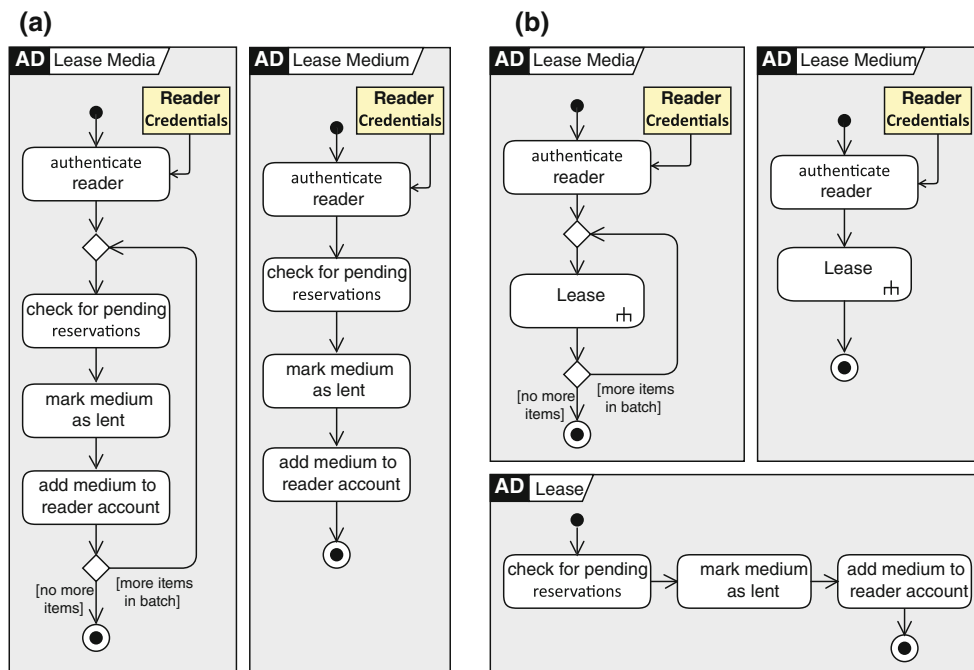 (a)
AD Lease Media
Reader
Credentials
authenticate
reader
check for pending
reservations
mark medium
as lent
add medium to
reader account
[no more
items]
[more items
in batch]
AD Lease Medium
Reader
Credentials
authenticate
reader
check for pending
reservations
mark medium
as lent
add medium to
reader account
(b)
AD Lease Media
Reader
Credentials
authenticate
reader
Lease
[no more
items]
[more items
in batch]
AD Lease Medium
Reader
Credentials
authenticate
reader
Lease
AD Lease
check for pending
reservations
mark medium
as lent
add medium to
reader account